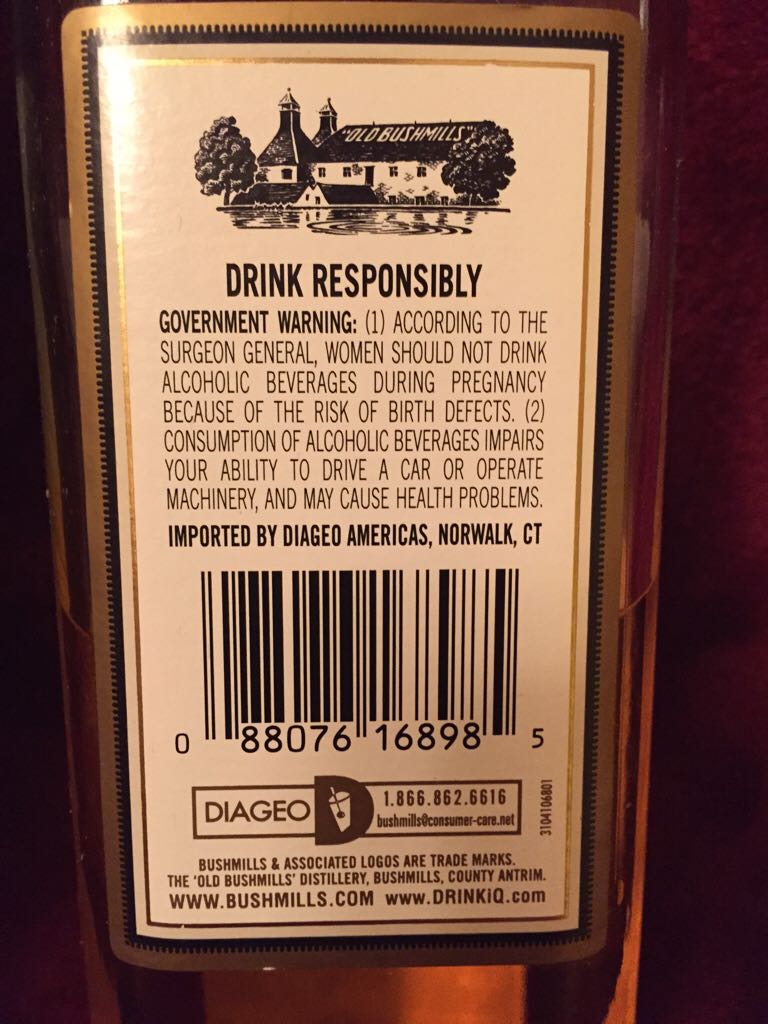 "OLD BUSHMILLS"
DRINK RESPONSIBLY
GOVERNMENT WARNING: (1) ACCORDING TO THE
SURGEON GENERAL, WOMEN SHOULD NOT DRINK
ALCOHOLIC BEVERAGES DURING PREGNANCY
BECAUSE OF THE RISK OF BIRTH DEFECTS. (2)
CONSUMPTION OF ALCOHOLIC BEVERAGES IMPAIRS
YOUR ABILITY TO DRIVE A CAR OR OPERATE
MACHINERY, AND MAY CAUSE HEALTH PROBLEMS.
IMPORTED BY DIAGEO AMERICAS, NORWALK, CT
0 88076 16898 5
DIAGEO D
1.866.862.6616
bushmills@consumer-care.net
3104106801
BUSHMILLS & ASSOCIATED LOGOS ARE TRADE MARKS.
THE 'OLD BUSHMILLS' DISTILLERY, BUSHMILLS, COUNTY ANTRIM.
WWW.BUSHMILLS.COM www.DRINKiQ.com